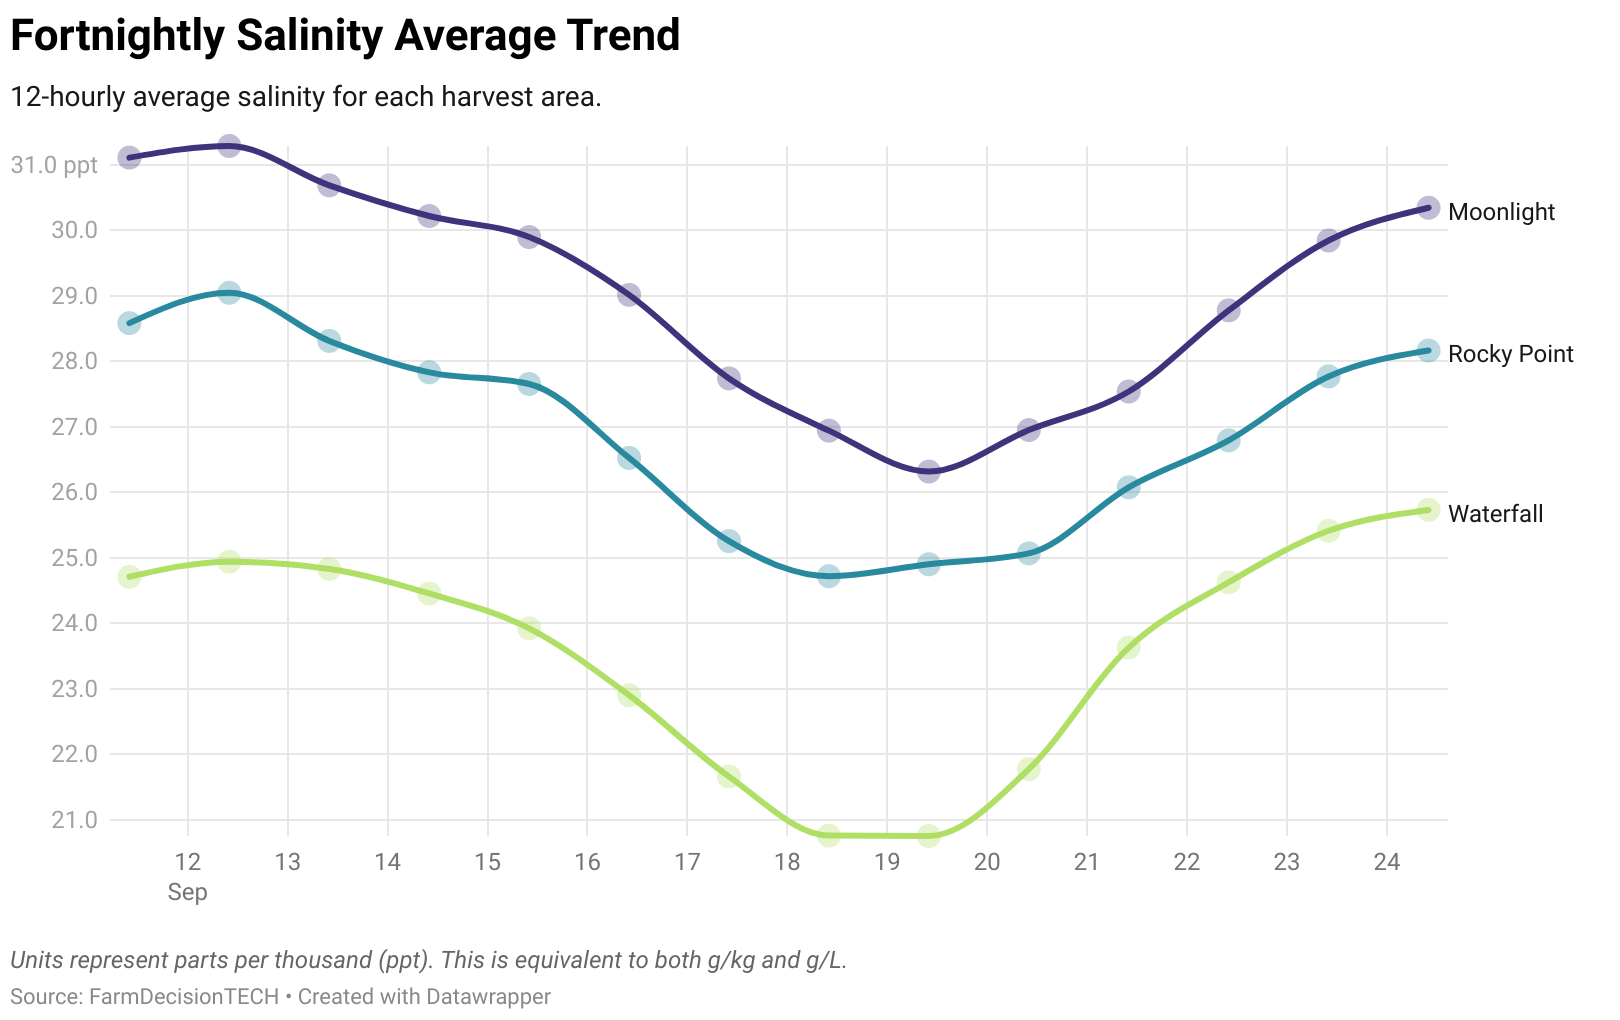 Fortnightly Salinity Average Trend
12-hourly average salinity for each harvest area.
31.0 ppt
30.0
29.0
28.0
27.0
26.0
25.0
24.0
23.0
22.0
21.0
Moonlight
Rocky Point
Waterfall
12 13 14 15 16 17 18 19 20 21 22 23 24
Sep
Units represent parts per thousand (ppt). This is equivalent to both g/kg and g/L.
Source: FarmDecisionTECH • Created with Datawrapper